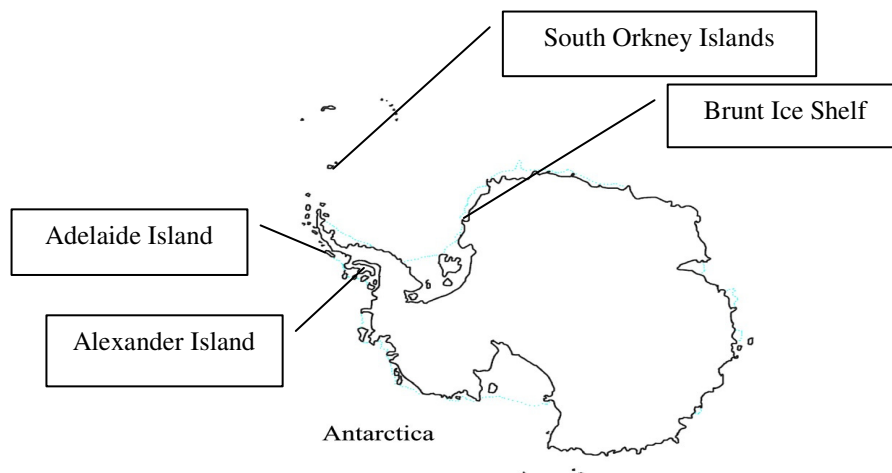 South Orkney Islands
Brunt Ice Shelf
Adelaide Island
Alexander Island
Antarctica